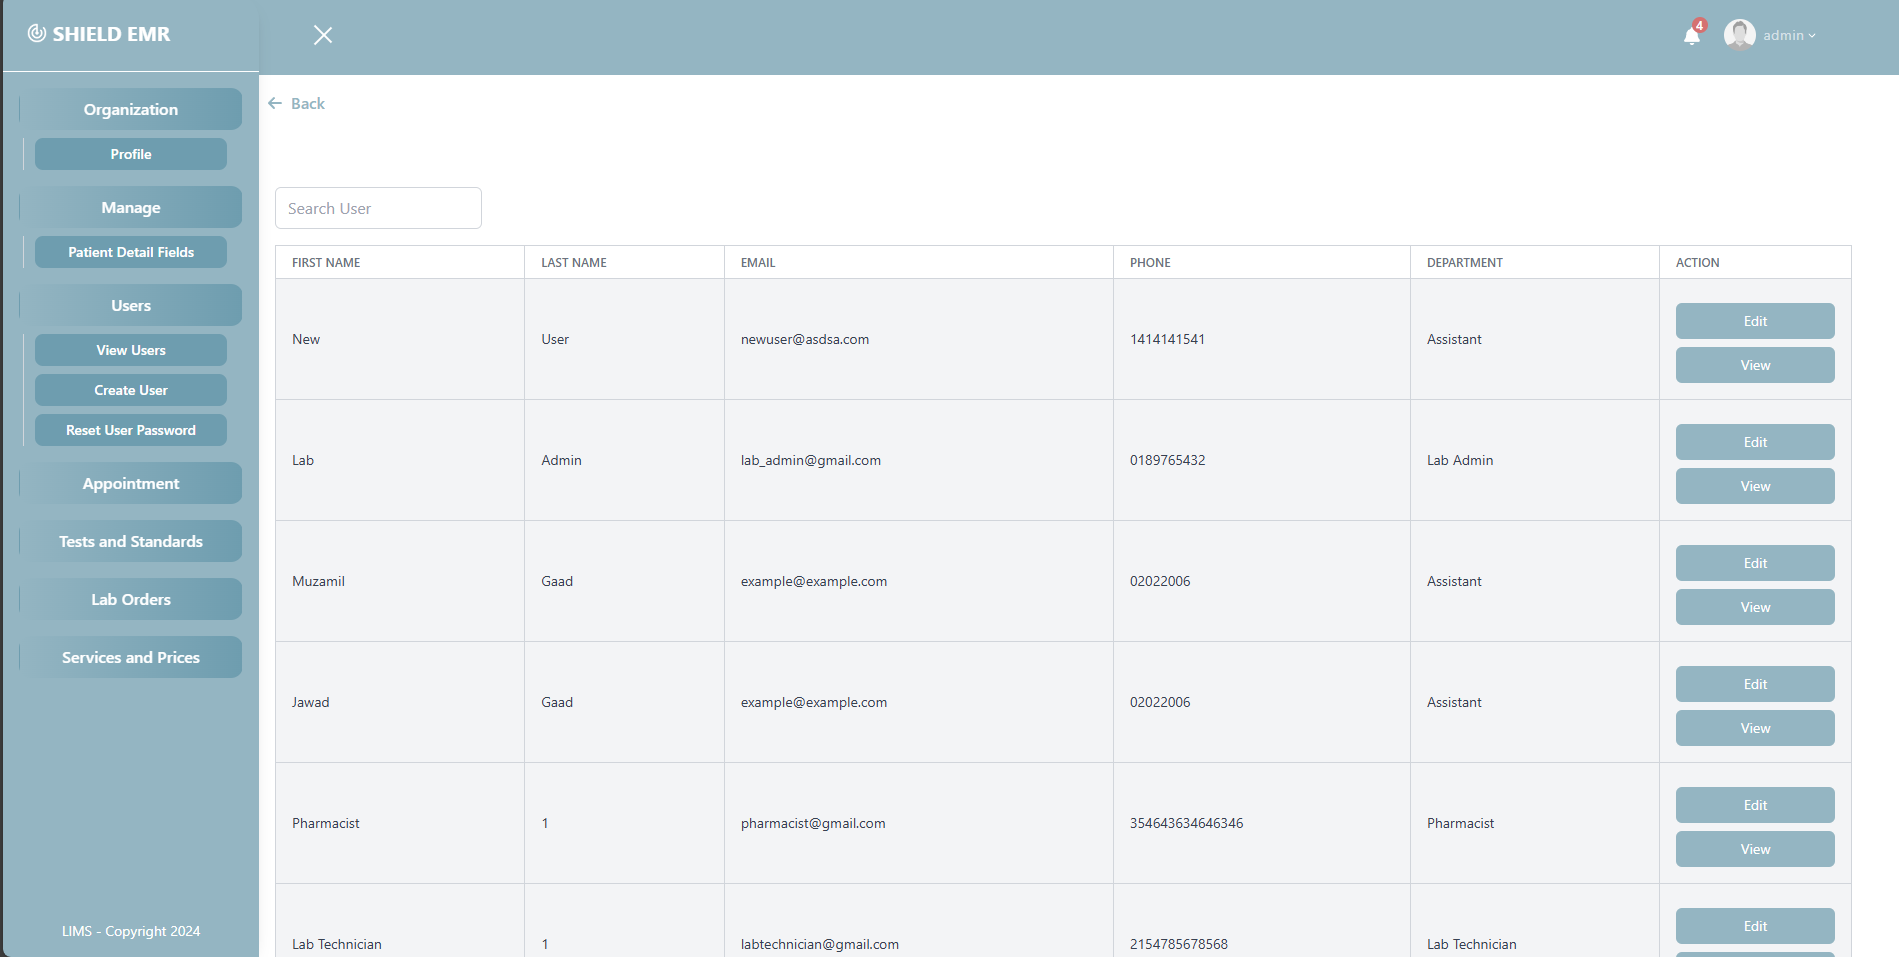 SHIELD EMR
4
admin
Organization
Profile
Manage
Patient Detail Fields
Users
View Users
Create User
Reset User Password
Appointment
Tests and Standards
Lab Orders
Services and Prices
LIMS - Copyright 2024
Back
Search User
FIRST NAME LAST NAME EMAIL PHONE DEPARTMENT ACTION
New User newuser@asdsa.com 1414141541 Assistant Edit
View
Lab Admin lab_admin@gmail.com 0189765432 Lab Admin Edit
View
Muzamil Gaad example@example.com 02022006 Assistant Edit
View
Jawad Gaad example@example.com 02022006 Assistant Edit
View
Pharmacist 1 pharmacist@gmail.com 354643634646346 Pharmacist Edit
View
Lab Technician 1 labtechnician@gmail.com 2154785678568 Lab Technician Edit